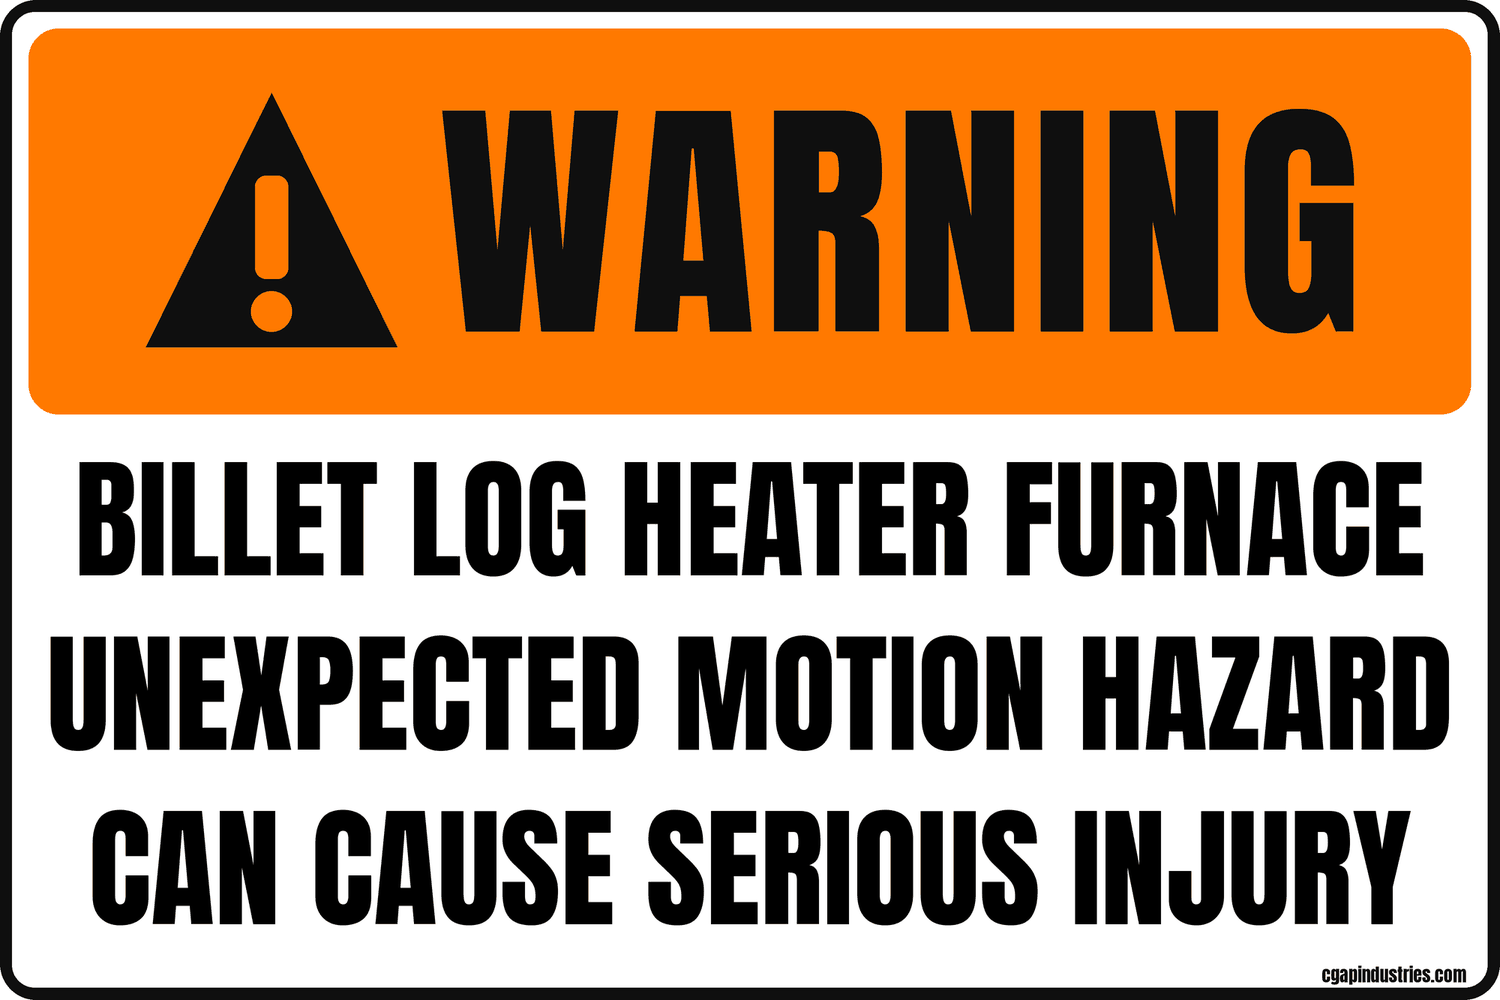 WARNING
BILLET LOG HEATER FURNACE
UNEXPECTED MOTION HAZARD
CAN CAUSE SERIOUS INJURY
cgapindustries.com